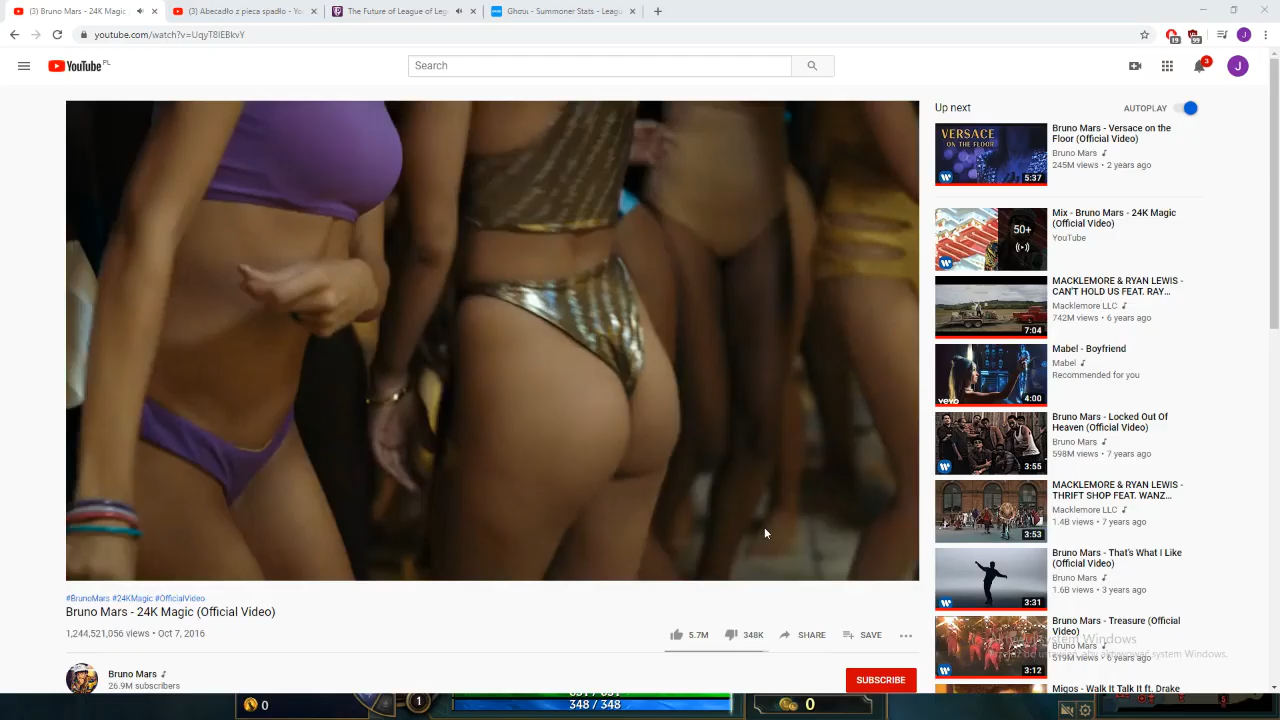 (3) Bruno Mars - 24K Magic
(3) Abecadło z pieca spadło - Yo
The Future of League of Leg
Ghoul - Summoner Stats - Leagu
youtube.com/watch?v=UqyT8IEBkvY
19
99
J
YouTube PL
Search
3
J
Up next
AUTOPLAY
VERSACE
ON THE FLOOR
5:37
Bruno Mars - Versace on the
Floor (Official Video)
Bruno Mars
245M views • 2 years ago
50+
Mix - Bruno Mars - 24K Magic
(Official Video)
YouTube
7:04
MACKLEMORE & RYAN LEWIS -
CAN'T HOLD US FEAT. RAY...
Macklemore LLC
742M views • 6 years ago
vevo
4:00
Mabel - Boyfriend
Mabel
Recommended for you
3:55
Bruno Mars - Locked Out Of
Heaven (Official Video)
Bruno Mars
598M views • 7 years ago
3:53
MACKLEMORE & RYAN LEWIS -
THRIFT SHOP FEAT. WANZ...
Macklemore LLC
1.4B views • 7 years ago
3:31
Bruno Mars - That's What I Like
(Official Video)
Bruno Mars
1.6B views • 3 years ago
3:12
Bruno Mars - Treasure (Official
Video)
Bruno Mars
519M views • 6 years ago
system Windows
aby aktywować system Windows.
Migos - Walk It Talk It ft. Drake
#BrunoMars #24KMagic #OfficialVideo
Bruno Mars - 24K Magic (Official Video)
1,244,521,056 views • Oct 7, 2016
5.7M
348K
SHARE
SAVE
Bruno Mars
26.9M subscribers
SUBSCRIBE
0
1
348 / 348
0